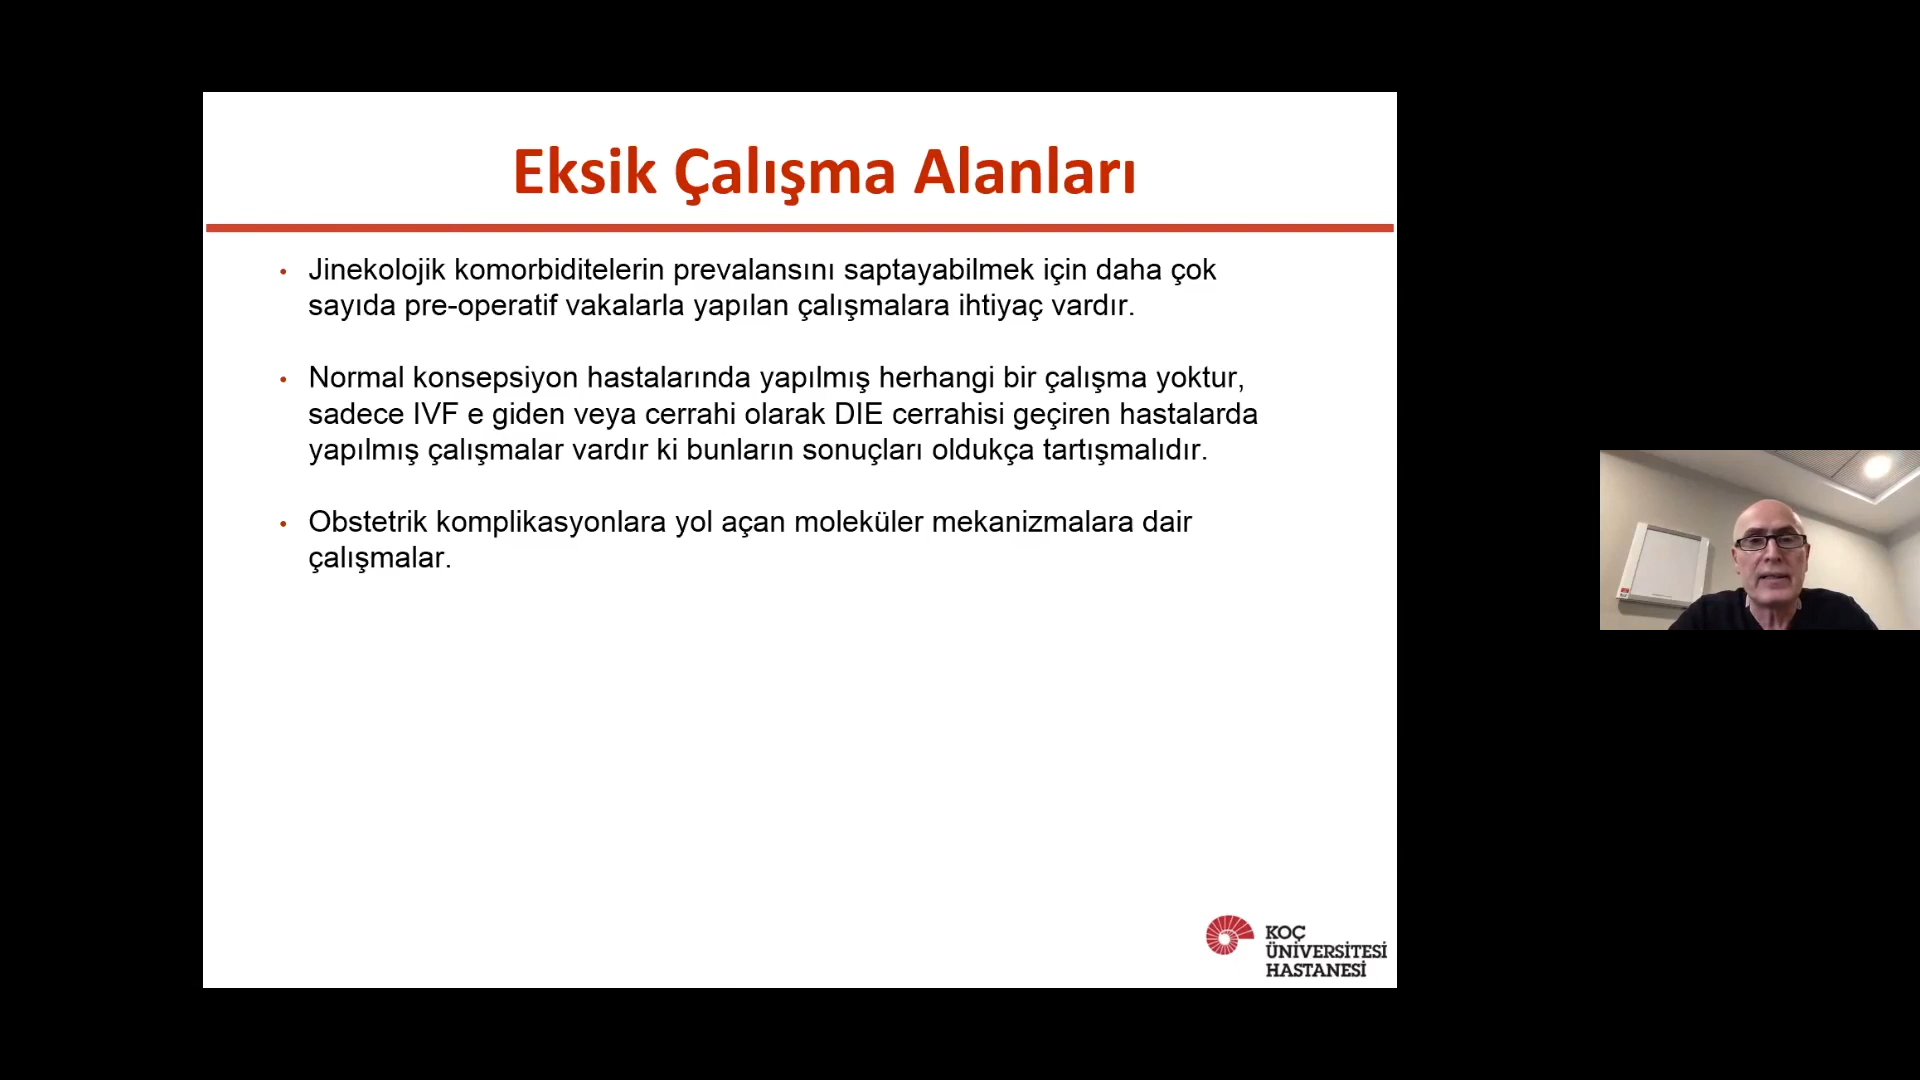 Eksik Çalışma Alanları
• Jinekolojik komorbiditelerin prevalansını saptayabilmek için daha çok
sayıda pre-operatif vakalarla yapılan çalışmalara ihtiyaç vardır.
• Normal konsepsiyon hastalarında yapılmış herhangi bir çalışma yoktur,
sadece IVF e giden veya cerrahi olarak DIE cerrahisi geçiren hastalarda
yapılmış çalışmalar vardır ki bunların sonuçları oldukça tartışmalıdır.
• Obstetrik komplikasyonlara yol açan moleküler mekanizmalara dair
çalışmalar.
KOÇ
ÜNİVERSİTESİ
HASTANESİ